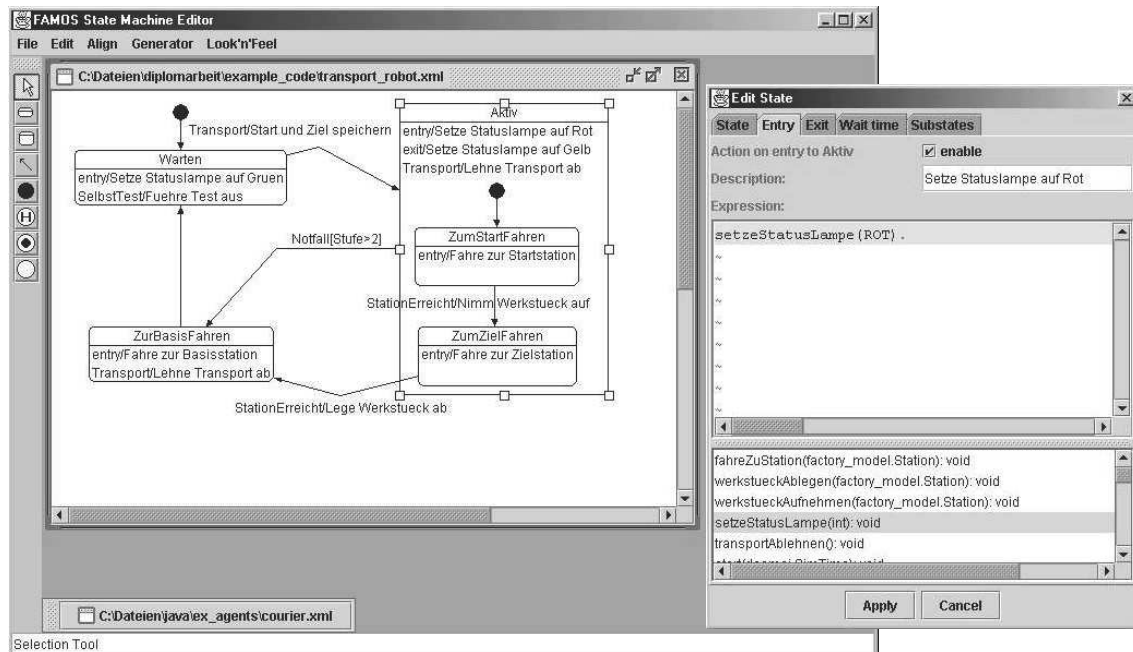 FAMOS State Machine Editor
File Edit Align Generator Look'n'Feel
C:\Dateien\diplomarbeit\example_code\transport_robot.xml
Transport/Start und Ziel speichern
Warten
entry/Setze Statuslampe auf Gruen
SelbstTest/Fuehre Test aus
Aktiv
entry/Setze Statuslampe auf Rot
exit/Setze Statuslampe auf Gelb
Transport/Lehne Transport ab
Notfall[Stufe>2]
ZumStartFahren
entry/Fahre zur Startstation
StationErreicht/Nimm Werkstueck auf
ZurBasisFahren
entry/Fahre zur Basisstation
Transport/Lehne Transport ab
ZumZielFahren
entry/Fahre zur Zielstation
StationErreicht/Lege Werkstueck ab
H
C:\Dateien\java\ex_agents\courier.xml
Selection Tool
Edit State
State Entry Exit Wait time Substates
Action on entry to Aktiv enable
Description: Setze Statuslampe auf Rot
Expression:
setzeStatusLampe(ROT).
~
~
~
~
~
~
~
~
fahreZuStation(factory_model.Station): void
werkstueckAblegen(factory_model.Station): void
werkstueckAufnehmen(factory_model.Station): void
setzeStatusLampe(int): void
transportAblehnen(): void
Apply Cancel